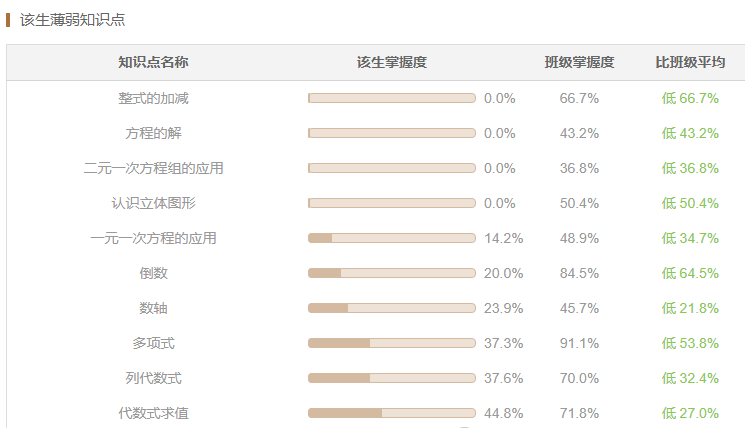 该生薄弱知识点
知识点名称 该生掌握度 班级掌握度 比班级平均
整式的加减 0.0% 66.7% 低 66.7%
方程的解 0.0% 43.2% 低 43.2%
二元一次方程组的应用 0.0% 36.8% 低 36.8%
认识立体图形 0.0% 50.4% 低 50.4%
一元一次方程的应用 14.2% 48.9% 低 34.7%
倒数 20.0% 84.5% 低 64.5%
数轴 23.9% 45.7% 低 21.8%
多项式 37.3% 91.1% 低 53.8%
列代数式 37.6% 70.0% 低 32.4%
代数式求值 44.8% 71.8% 低 27.0%